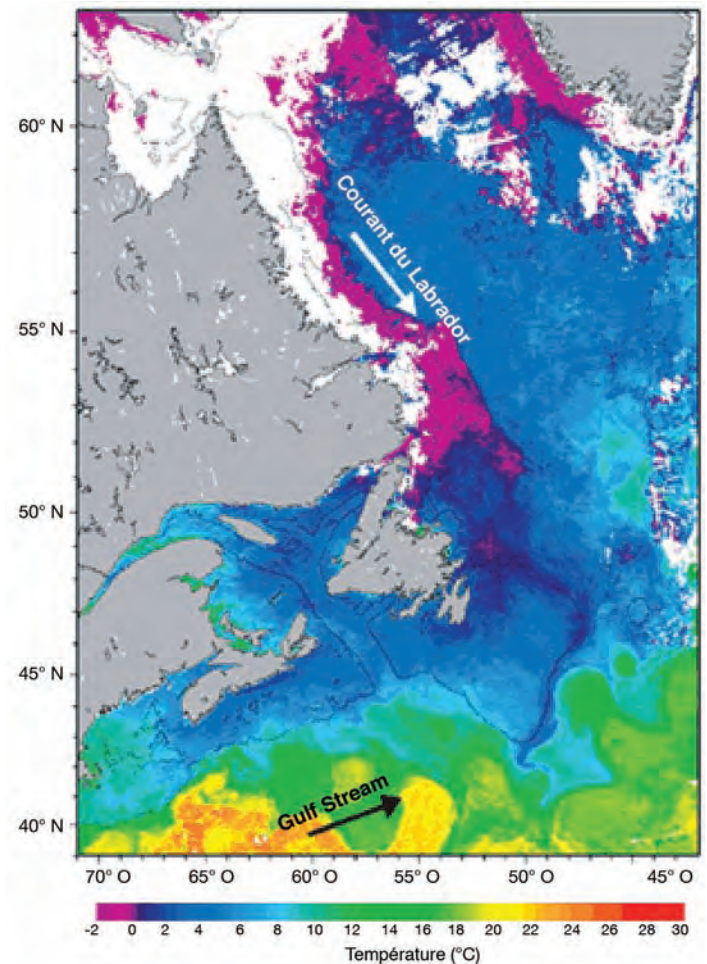 60° N
Courant du Labrador
55° N
50° N
45° N
Gulf Stream
40° N
70° O 65° O 60° O 55° O 50° O 45° O
-2 0 2 4 6 8 10 12 14 16 18 20 22 24 26 28 30
Température (°C)